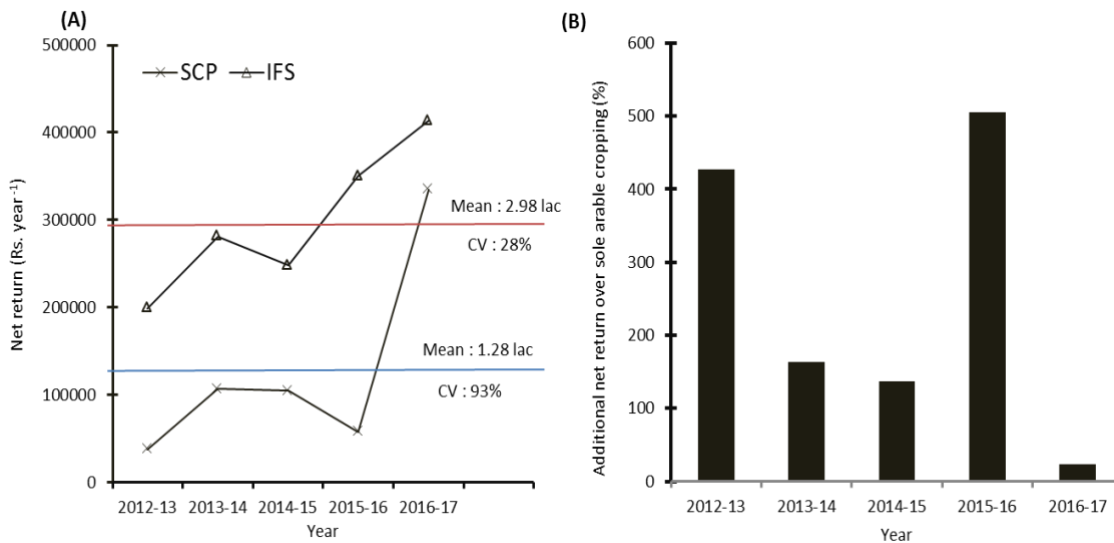 (A)
500000
400000
300000
200000
100000
0
Net return (Rs. year⁻¹)
SCP IFS
Mean : 2.98 lac
CV : 28%
Mean : 1.28 lac
CV : 93%
2012-13 2013-14 2014-15 2015-16 2016-17
Year
(B)
600
500
400
300
200
100
0
Additional net return over sole arable cropping (%)
2012-13 2013-14 2014-15 2015-16 2016-17
Year